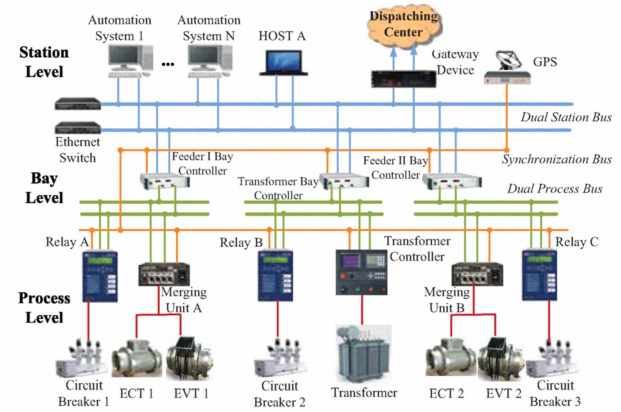 Automation
System 1
...
Automation
System N
HOST A
Dispatching
Center
Gateway
Device
GPS
Station
Level
Dual Station Bus
Ethernet
Switch
Feeder I Bay
Controller
Feeder II Bay
Controller
Synchronization Bus
Bay
Level
Transformer Bay
Controller
Dual Process Bus
Relay A
Relay B
Transformer
Controller
Relay C
Process
Level
Merging
Unit A
Merging
Unit B
Circuit
Breaker 1
ECT 1
EVT 1
Circuit
Breaker 2
Transformer
ECT 2
EVT 2
Circuit
Breaker 3